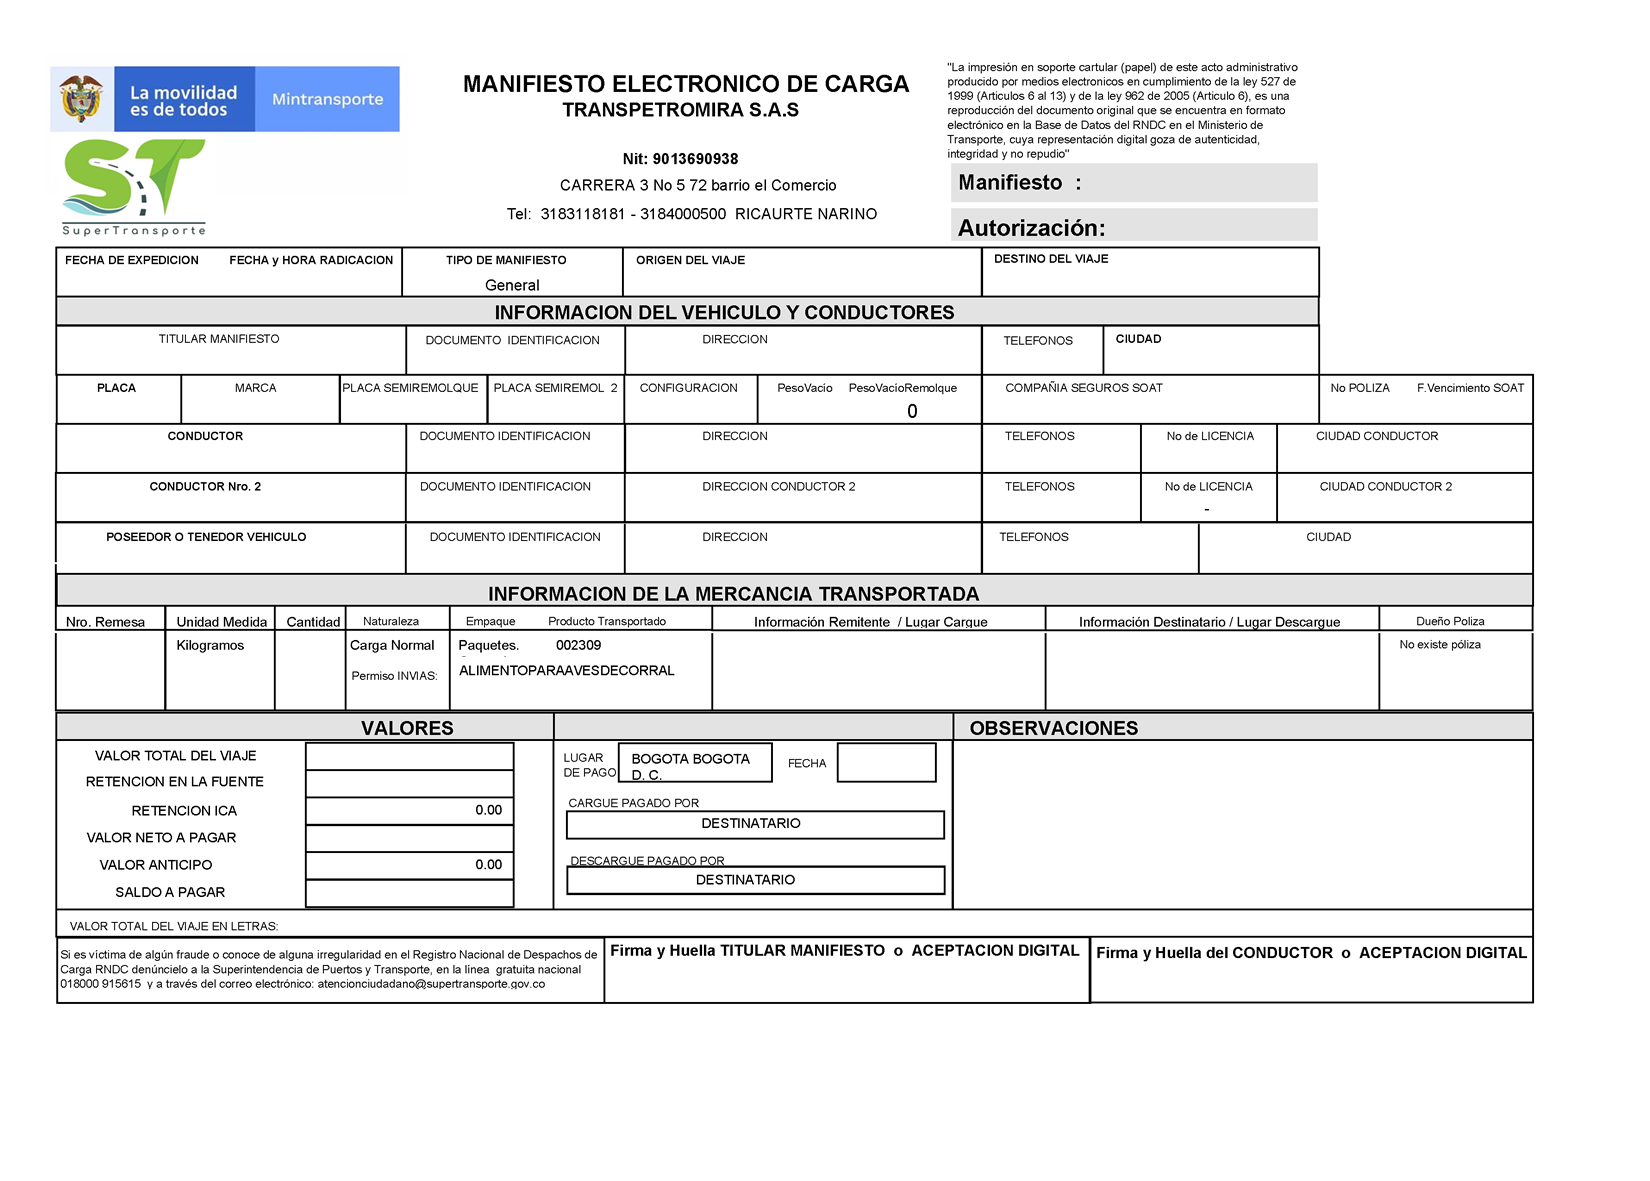 La movilidad
es de todos
Mintransporte
SuperTransporte
MANIFIESTO ELECTRONICO DE CARGA
TRANSPETROMIRA S.A.S
Nit: 9013690938
CARRERA 3 No 5 72 barrio el Comercio
Tel: 3183118181 - 3184000500 RICAURTE NARINO
"La impresión en soporte cartular (papel) de este acto administrativo
producido por medios electronicos en cumplimiento de la ley 527 de
1999 (Articulos 6 al 13) y de la ley 962 de 2005 (Articulo 6), es una
reproducción del documento original que se encuentra en formato
electrónico en la Base de Datos del RNDC en el Ministerio de
Transporte, cuya representación digital goza de autenticidad,
integridad y no repudio"
Manifiesto :
Autorización:
FECHA DE EXPEDICION FECHA y HORA RADICACION TIPO DE MANIFIESTO ORIGEN DEL VIAJE DESTINO DEL VIAJE
General
INFORMACION DEL VEHICULO Y CONDUCTORES
TITULAR MANIFIESTO DOCUMENTO IDENTIFICACION DIRECCION TELEFONOS CIUDAD
PLACA MARCA PLACA SEMIREMOLQUE PLACA SEMIREMOL 2 CONFIGURACION PesoVacio PesoVacioRemolque COMPAÑIA SEGUROS SOAT No POLIZA F.Vencimiento SOAT
0
CONDUCTOR DOCUMENTO IDENTIFICACION DIRECCION TELEFONOS No de LICENCIA CIUDAD CONDUCTOR
CONDUCTOR Nro. 2 DOCUMENTO IDENTIFICACION DIRECCION CONDUCTOR 2 TELEFONOS No de LICENCIA CIUDAD CONDUCTOR 2
-
POSEEDOR O TENEDOR VEHICULO DOCUMENTO IDENTIFICACION DIRECCION TELEFONOS CIUDAD
INFORMACION DE LA MERCANCIA TRANSPORTADA
Nro. Remesa Unidad Medida Cantidad Naturaleza Empaque Producto Transportado Información Remitente / Lugar Cargue Información Destinatario / Lugar Descargue Dueño Poliza
Kilogramos Carga Normal Paquetes. 002309 No existe póliza
Permiso INVIAS: ALIMENTOPARAAVESDECORRAL
VALORES OBSERVACIONES
VALOR TOTAL DEL VIAJE
RETENCION EN LA FUENTE
RETENCION ICA 0.00
VALOR NETO A PAGAR
VALOR ANTICIPO 0.00
SALDO A PAGAR
LUGAR
DE PAGO
BOGOTA BOGOTA
D. C.
FECHA
CARGUE PAGADO POR
DESTINATARIO
DESCARGUE PAGADO POR
DESTINATARIO
VALOR TOTAL DEL VIAJE EN LETRAS:
Si es víctima de algún fraude o conoce de alguna irregularidad en el Registro Nacional de Despachos de
Carga RNDC denúncielo a la Superintendencia de Puertos y Transporte, en la línea gratuita nacional
018000 915615 y a través del correo electrónico: atencionciudadano@supertransporte.gov.co
Firma y Huella TITULAR MANIFIESTO o ACEPTACION DIGITAL
Firma y Huella del CONDUCTOR o ACEPTACION DIGITAL